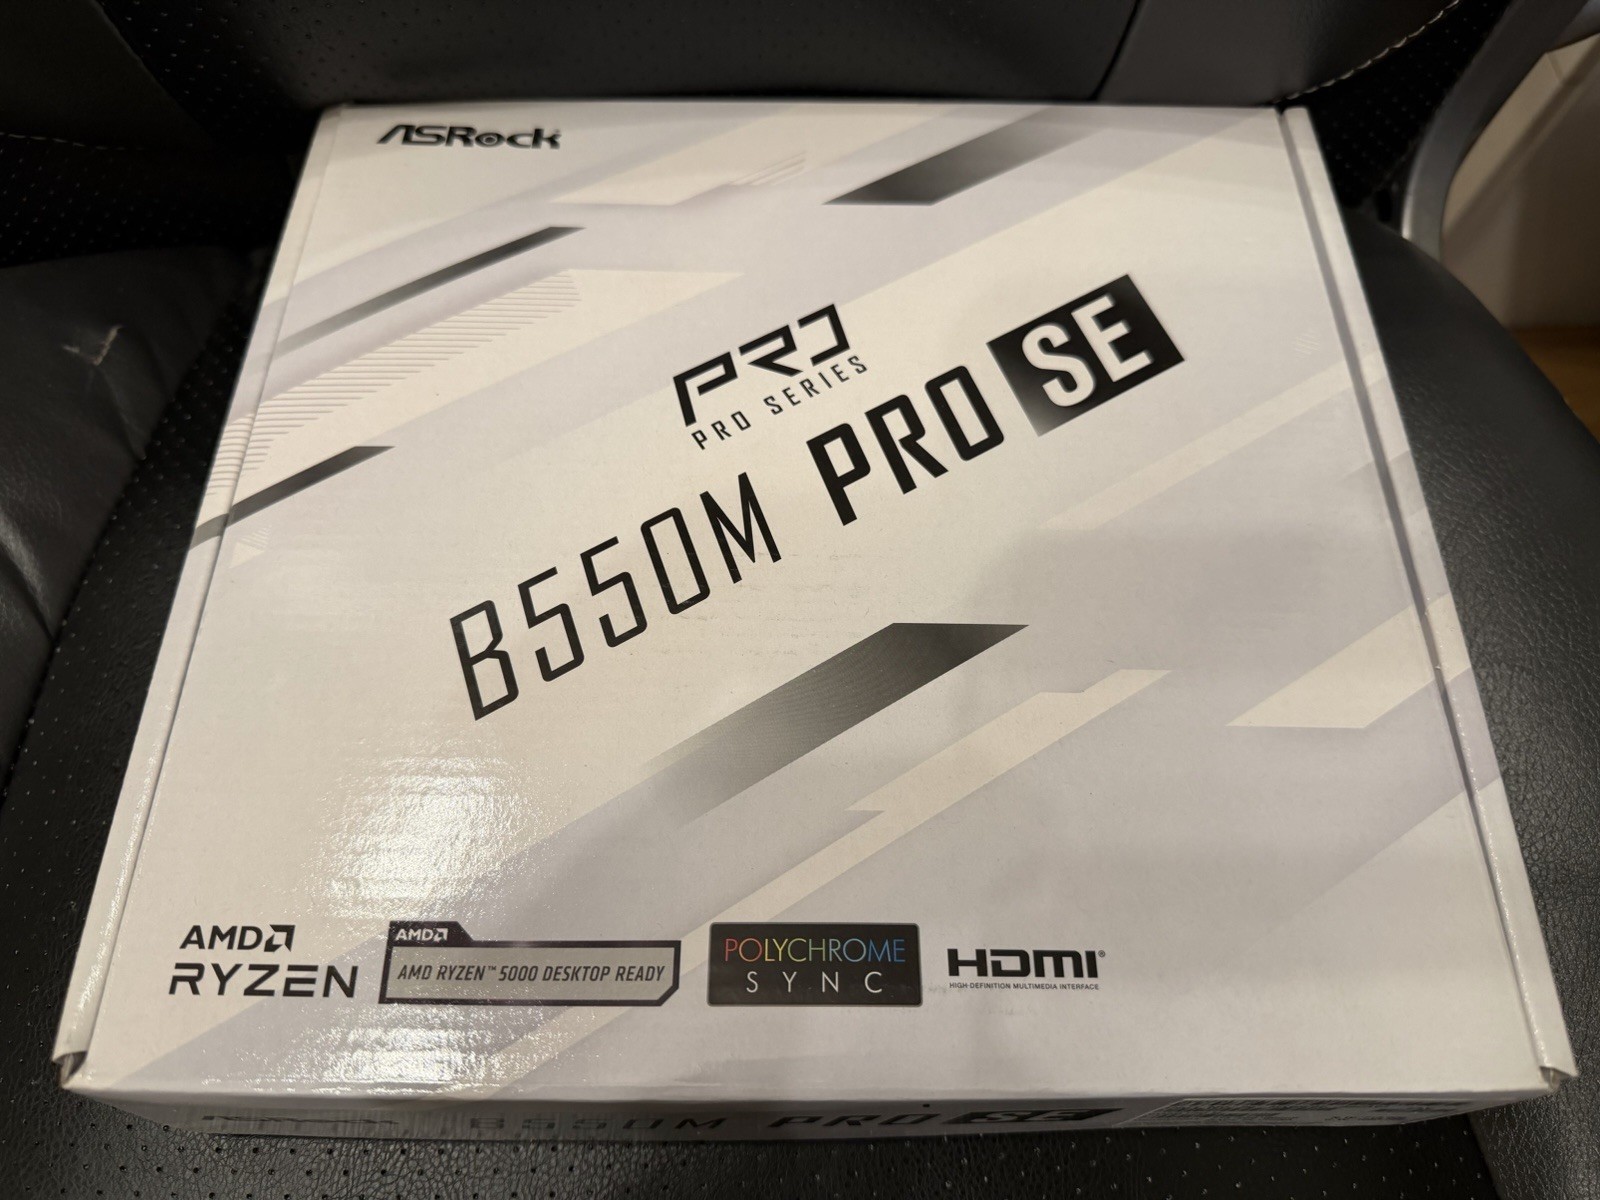 ASRock
PRO
PRO SERIES
B550M PRO SE
AMD
RYZEN
AMD
AMD RYZEN™ 5000 DESKTOP READY
POLYCHROME
SYNC
HDMI®
HIGH-DEFINITION MULTIMEDIA INTERFACE
B550M PRO SE